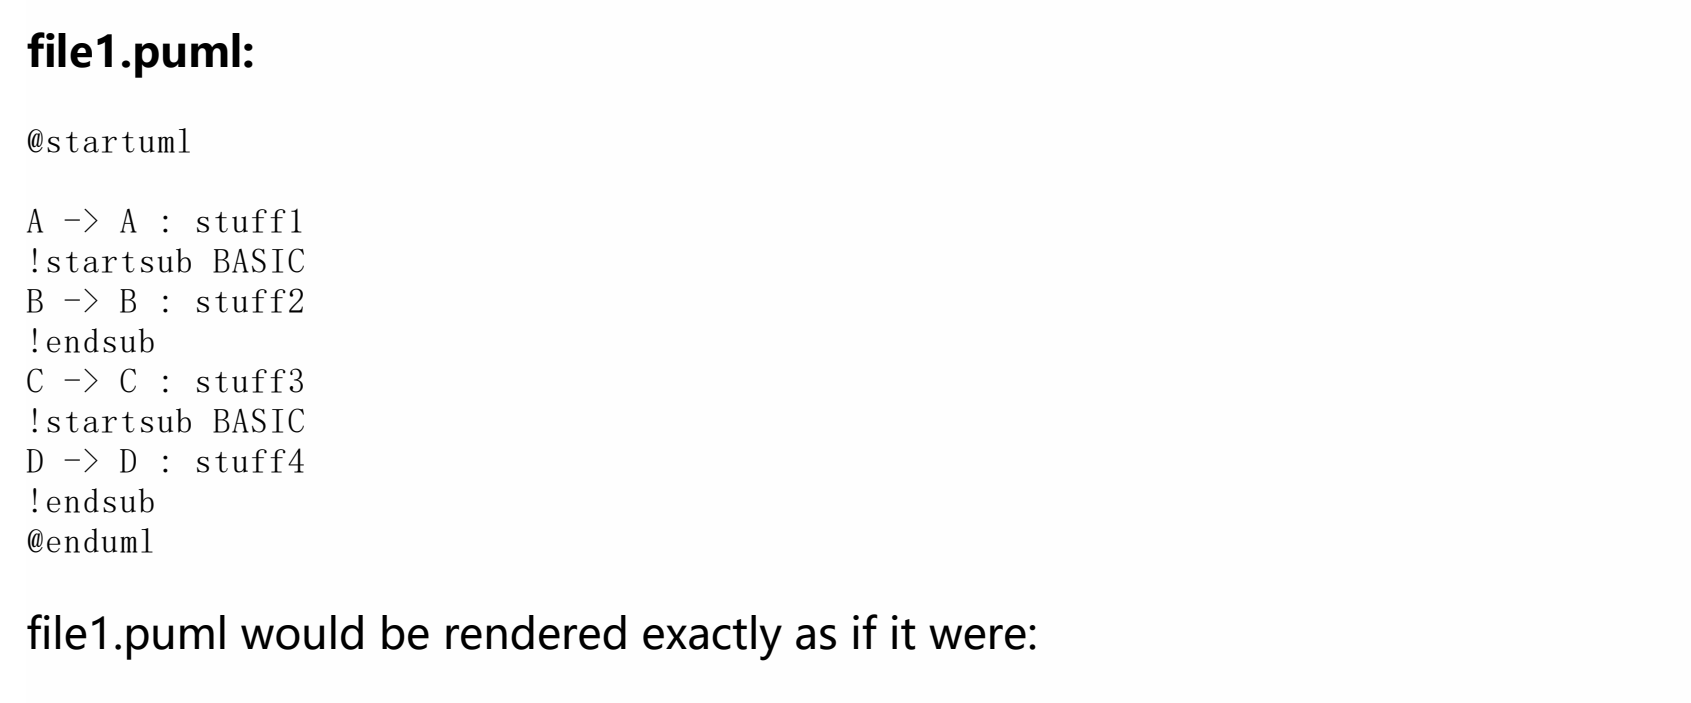 file1.puml:
@startuml
A -> A : stuff1
!startsub BASIC
B -> B : stuff2
!endsub
C -> C : stuff3
!startsub BASIC
D -> D : stuff4
!endsub
@enduml
file1.puml would be rendered exactly as if it were: